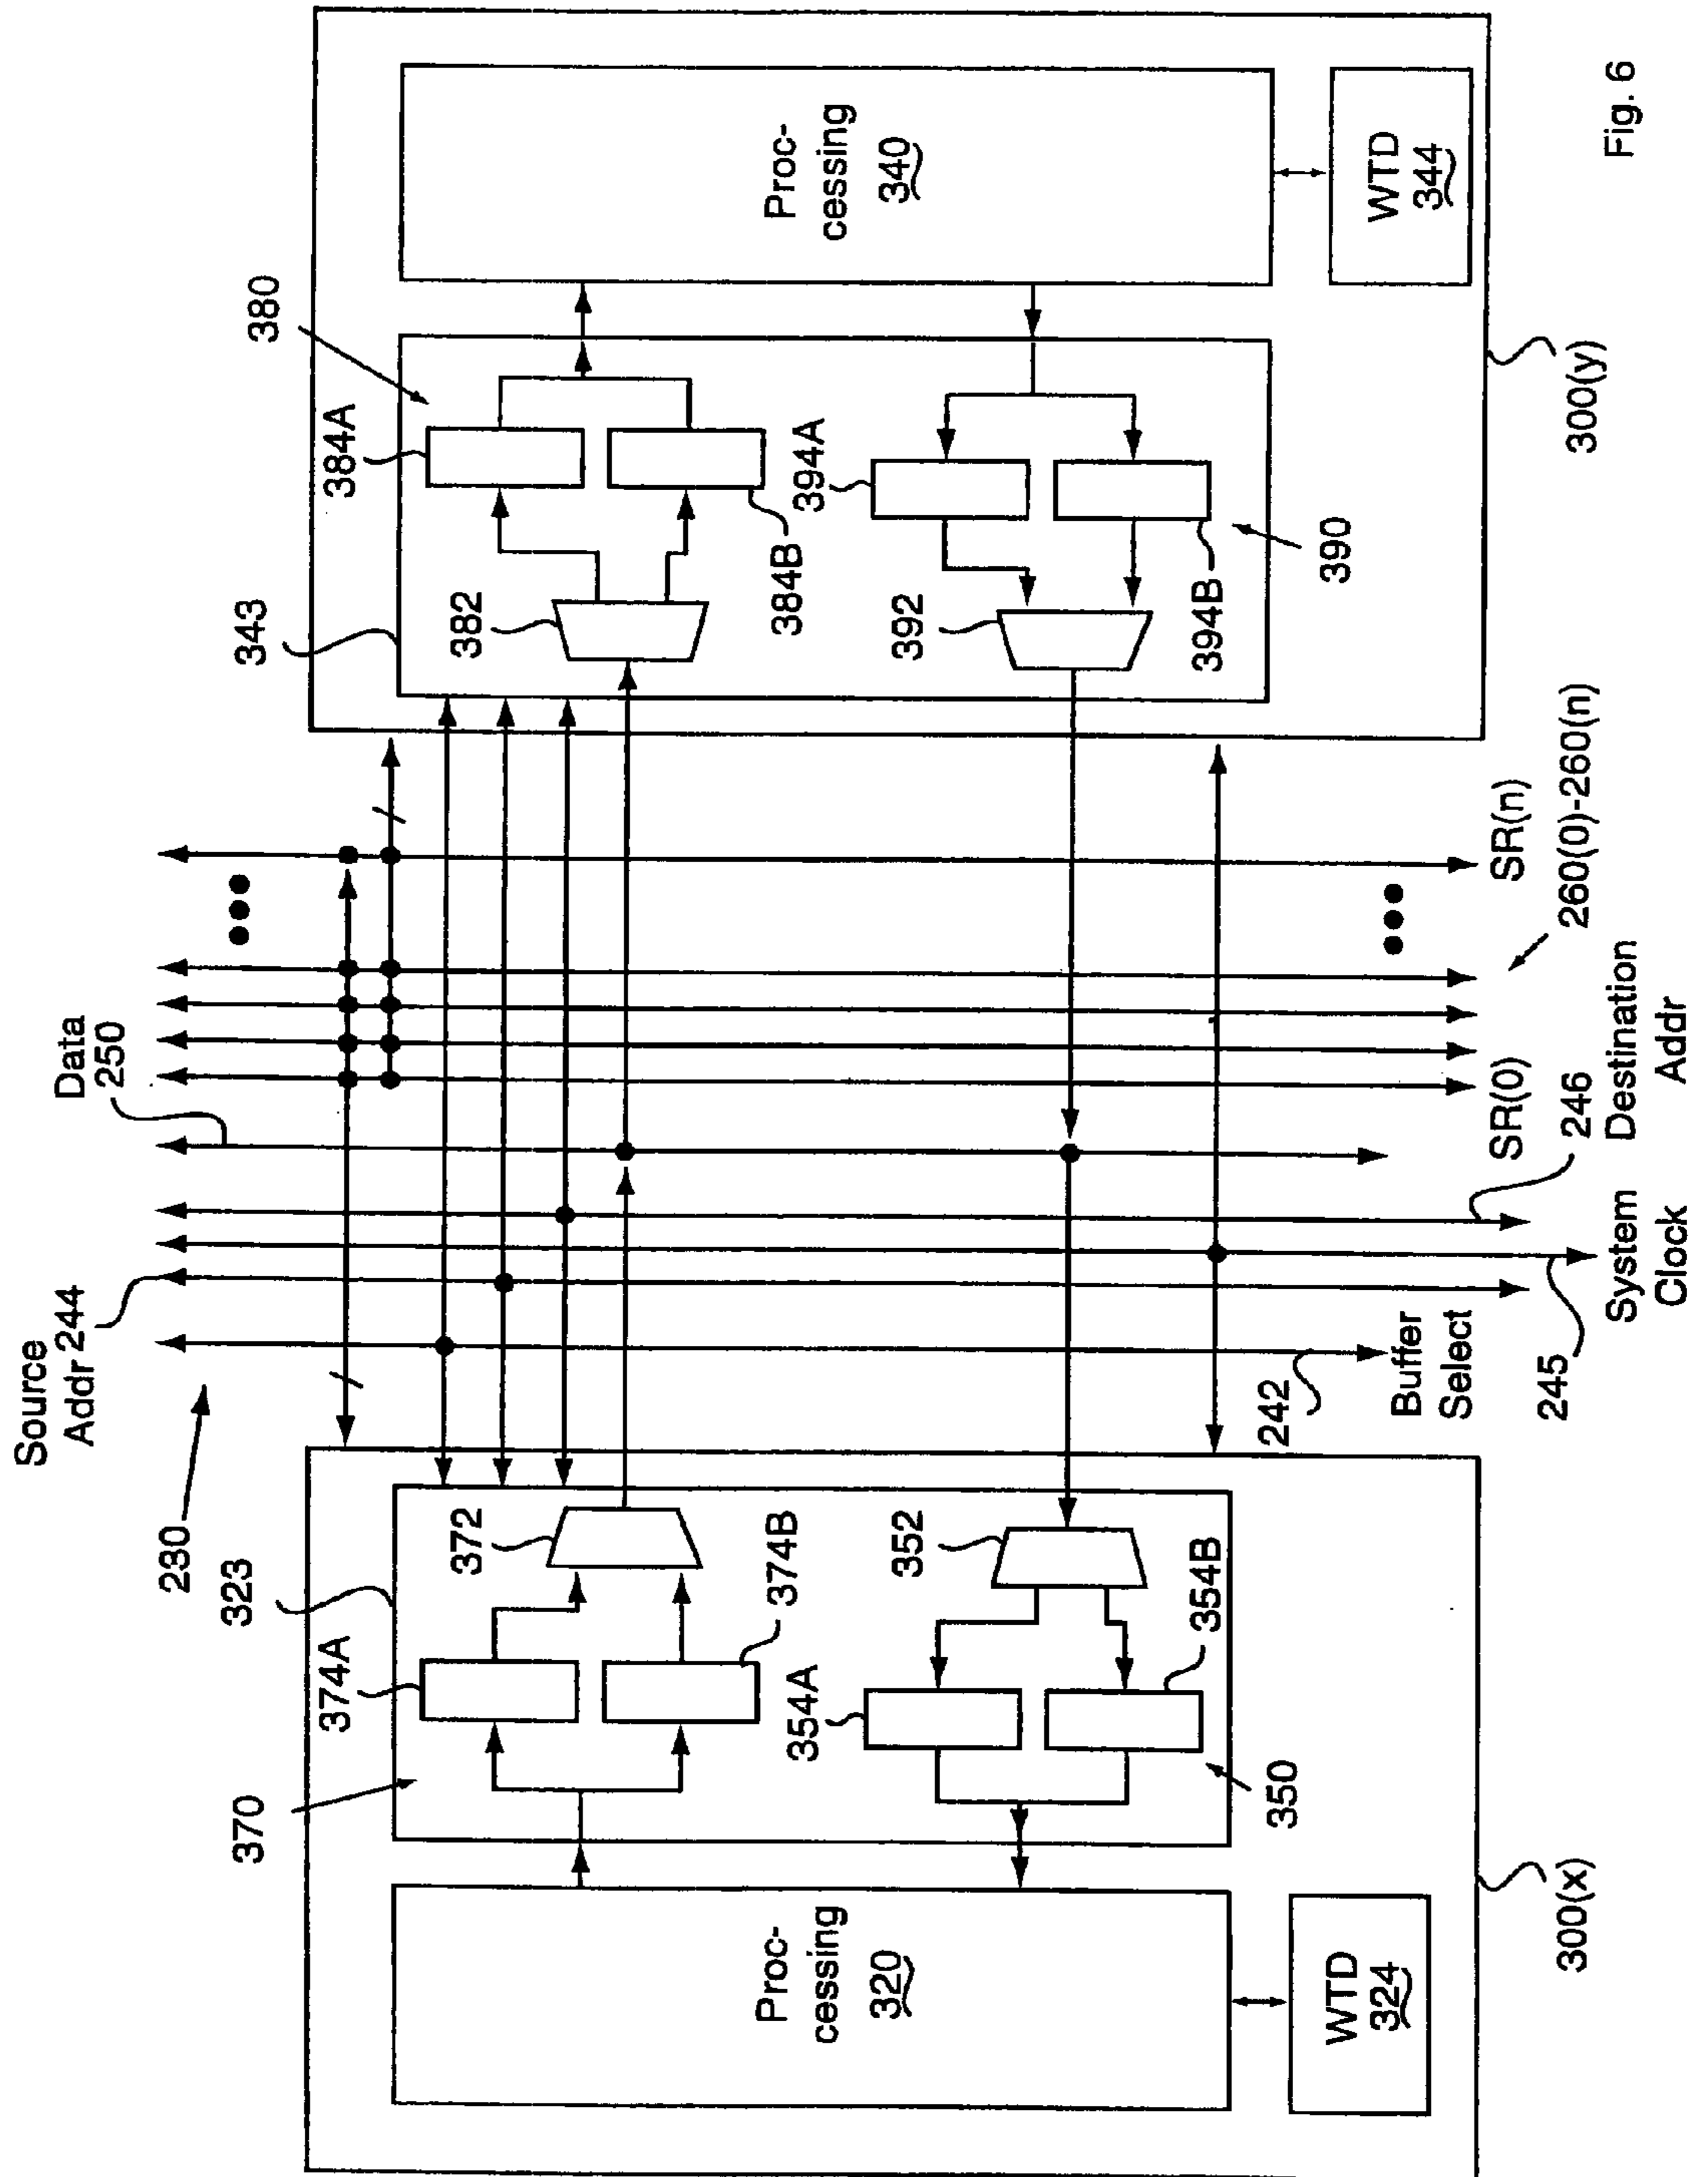 Source
Addr 244
Data
250
230
323
343
370
374A
372
374B
380
384A
382
384B
Proc-
cessing
320
Proc-
cessing
340
354A
352
354B
350
394A
392
394B
390
WTD
324
WTD
344
300(x)
300(y)
242
Buffer
Select
245
System
Clock
246
Destination
Addr
SR(0)
SR(n)
260(0)-260(n)
Fig. 6